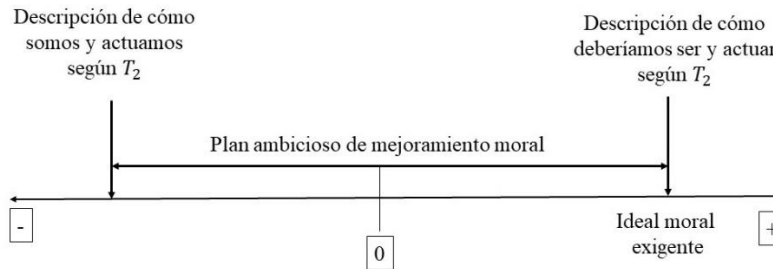 Descripción de cómo
somos y actuamos
según T₂
Descripción de cómo
deberíamos ser y actua
según T₂
Plan ambicioso de mejoramiento moral
-
0
Ideal moral
exigente
+